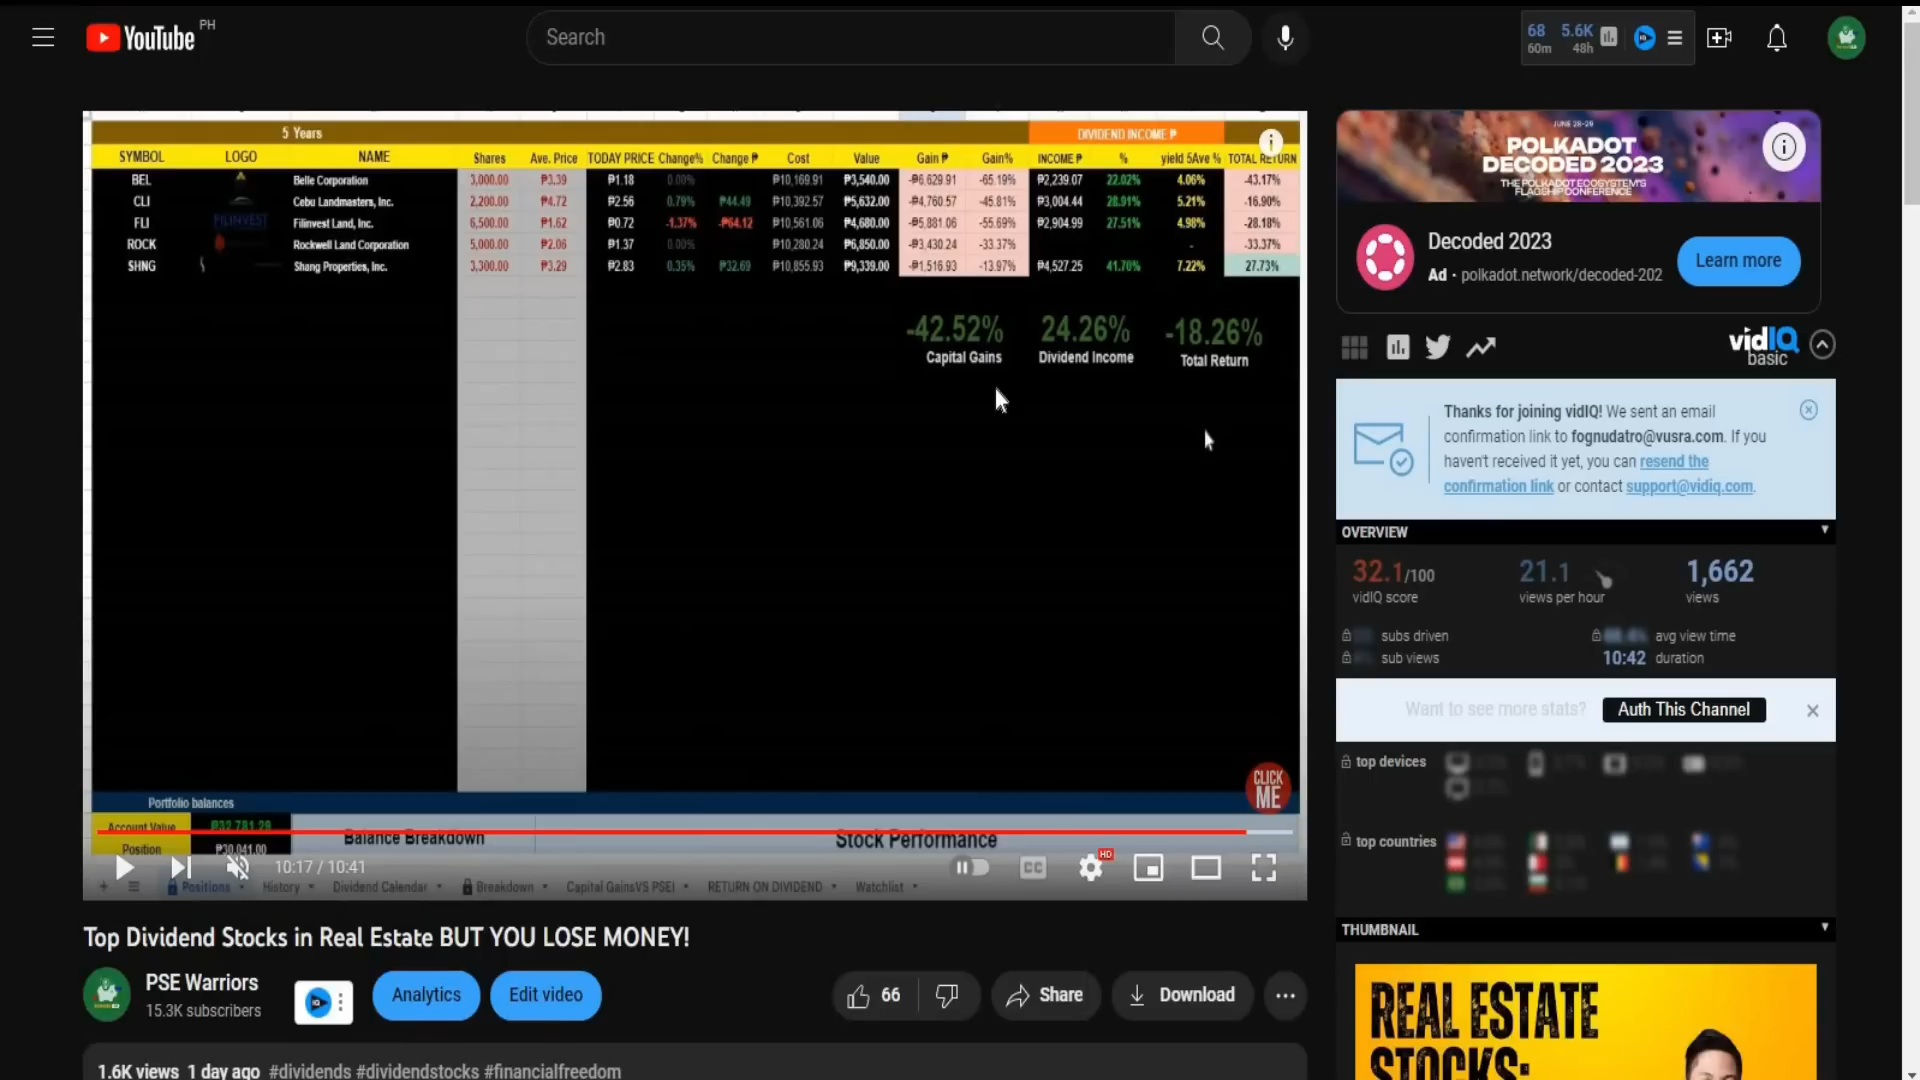 YouTube PH
Search
68 5.6K
60m 48h
5 Years DIVIDEND INCOME ₱
SYMBOL LOGO NAME Shares Ave. Price TODAY PRICE Change% Change ₱ Cost Value Gain ₱ Gain% INCOME ₱ % yield 5Ave % TOTAL RETURN
BEL Belle Corporation 3,000.00 ₱3.39 ₱1.18 0.00% ₱10,169.91 ₱3,540.00 -₱6,629.91 -65.19% ₱2,239.07 22.02% 4.06% -43.17%
CLI Cebu Landmasters, Inc. 2,200.00 ₱4.72 ₱2.56 0.79% ₱44.49 ₱10,392.57 ₱5,632.00 -₱4,760.57 -45.81% ₱3,004.44 28.91% 5.21% -16.90%
FLI FILINVEST Filinvest Land, Inc. 6,500.00 ₱1.62 ₱0.72 -1.37% -₱64.12 ₱10,561.06 ₱4,680.00 -₱5,881.06 -55.69% ₱2,904.99 27.51% 4.98% -28.18%
ROCK Rockwell Land Corporation 5,000.00 ₱2.06 ₱1.37 0.00% ₱10,280.24 ₱6,850.00 -₱3,430.24 -33.37% - -33.37%
SHNG Shang Properties, Inc. 3,300.00 ₱3.29 ₱2.83 0.35% ₱32.69 ₱10,855.93 ₱9,339.00 -₱1,516.93 -13.97% ₱4,527.25 41.70% 7.22% 27.73%
-42.52% 24.26% -18.26%
Capital Gains Dividend Income Total Return
CLICK
ME
Portfolio balances
Account Value ₱32,781.29
Position ₱30,041.00
Balance Breakdown Stock Performance
10:17 / 10:41
CC HD
Positions History Dividend Calendar Breakdown Capital GainsVS PSEI RETURN ON DIVIDEND Watchlist
Top Dividend Stocks in Real Estate BUT YOU LOSE MONEY!
PSE Warriors
15.3K subscribers
Analytics Edit video
66 Share Download
1.6K views 1 day ago #dividends #dividendstocks #financialfreedom
JUNE 28-29
POLKADOT
DECODED 2023
THE POLKADOT ECOSYSTEM'S
FLAGSHIP CONFERENCE
Decoded 2023
Ad · polkadot.network/decoded-202
Learn more
vidIQ
basic
Thanks for joining vidIQ! We sent an email
confirmation link to fognudatro@vusra.com. If you
haven't received it yet, you can resend the
confirmation link or contact support@vidiq.com.
OVERVIEW
32.1/100 21.1 1,662
vidIQ score views per hour views
subs driven avg view time
sub views 10:42 duration
Want to see more stats? Auth This Channel
top devices
top countries
THUMBNAIL
REAL ESTATE
STOCKS: